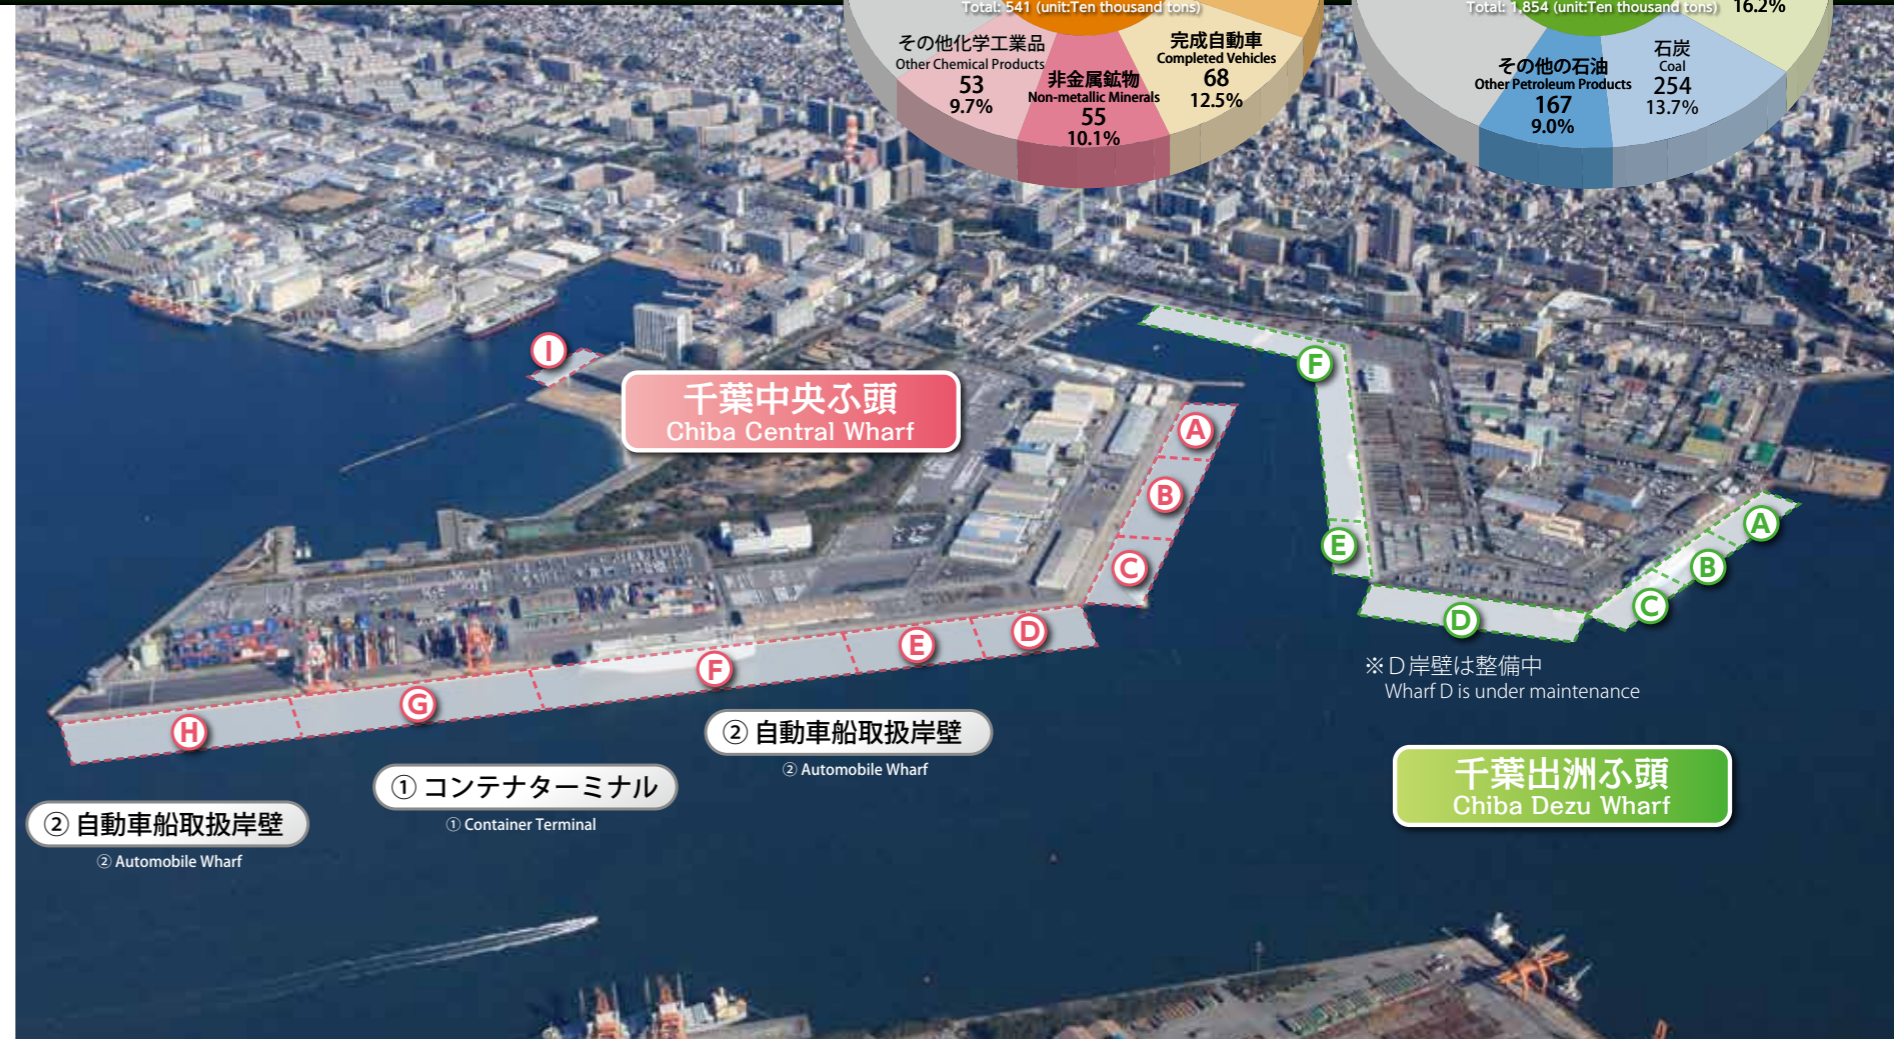 Total: 541 (unit:Ten thousand tons)
その他化学工業品
Other Chemical Products
53
9.7%
非金属鉱物
Non-metallic Minerals
55
10.1%
完成自動車
Completed Vehicles
68
12.5%
Total: 1,854 (unit:Ten thousand tons)
16.2%
その他の石油
Other Petroleum Products
167
9.0%
石炭
Coal
254
13.7%
I
千葉中央ふ頭
Chiba Central Wharf
A
B
C
D
E
F
G
H
F
E
D
C
B
A
※D岸壁は整備中
Wharf D is under maintenance
千葉出洲ふ頭
Chiba Dezu Wharf
② 自動車船取扱岸壁
② Automobile Wharf
① コンテナターミナル
① Container Terminal
② 自動車船取扱岸壁
② Automobile Wharf